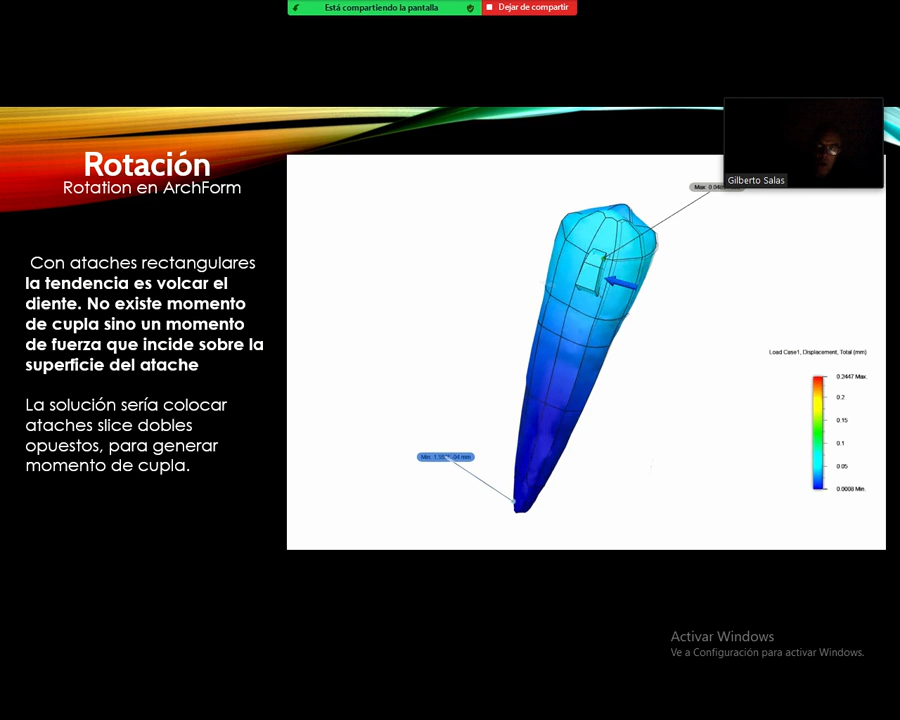 Está compartiendo la pantalla
Dejar de compartir
Gilberto Salas
Rotación
Rotation en ArchForm
Con ataches rectangulares
la tendencia es volcar el
diente. No existe momento
de cupla sino un momento
de fuerza que incide sobre la
superficie del atache
La solución sería colocar
ataches slice dobles
opuestos, para generar
momento de cupla.
Max:
Load Case1, Displacement, Total (mm)
0.2447 Max.
0.2
0.15
0.1
0.05
0.0008 Min.
Min:
Activar Windows
Ve a Configuración para activar Windows.